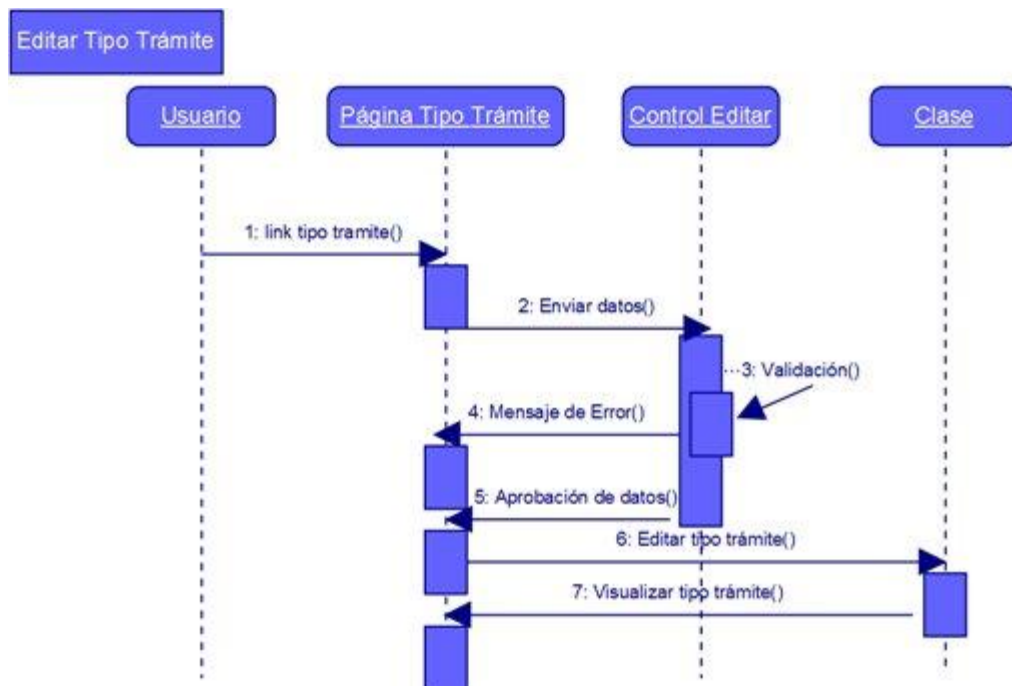 Editar Tipo Trámite
Usuario
Página Tipo Trámite
Control Editar
Clase
1: link tipo tramite()
2: Enviar datos()
3: Validación()
4: Mensaje de Error()
5: Aprobación de datos()
6: Editar tipo trámite()
7: Visualizar tipo trámite()